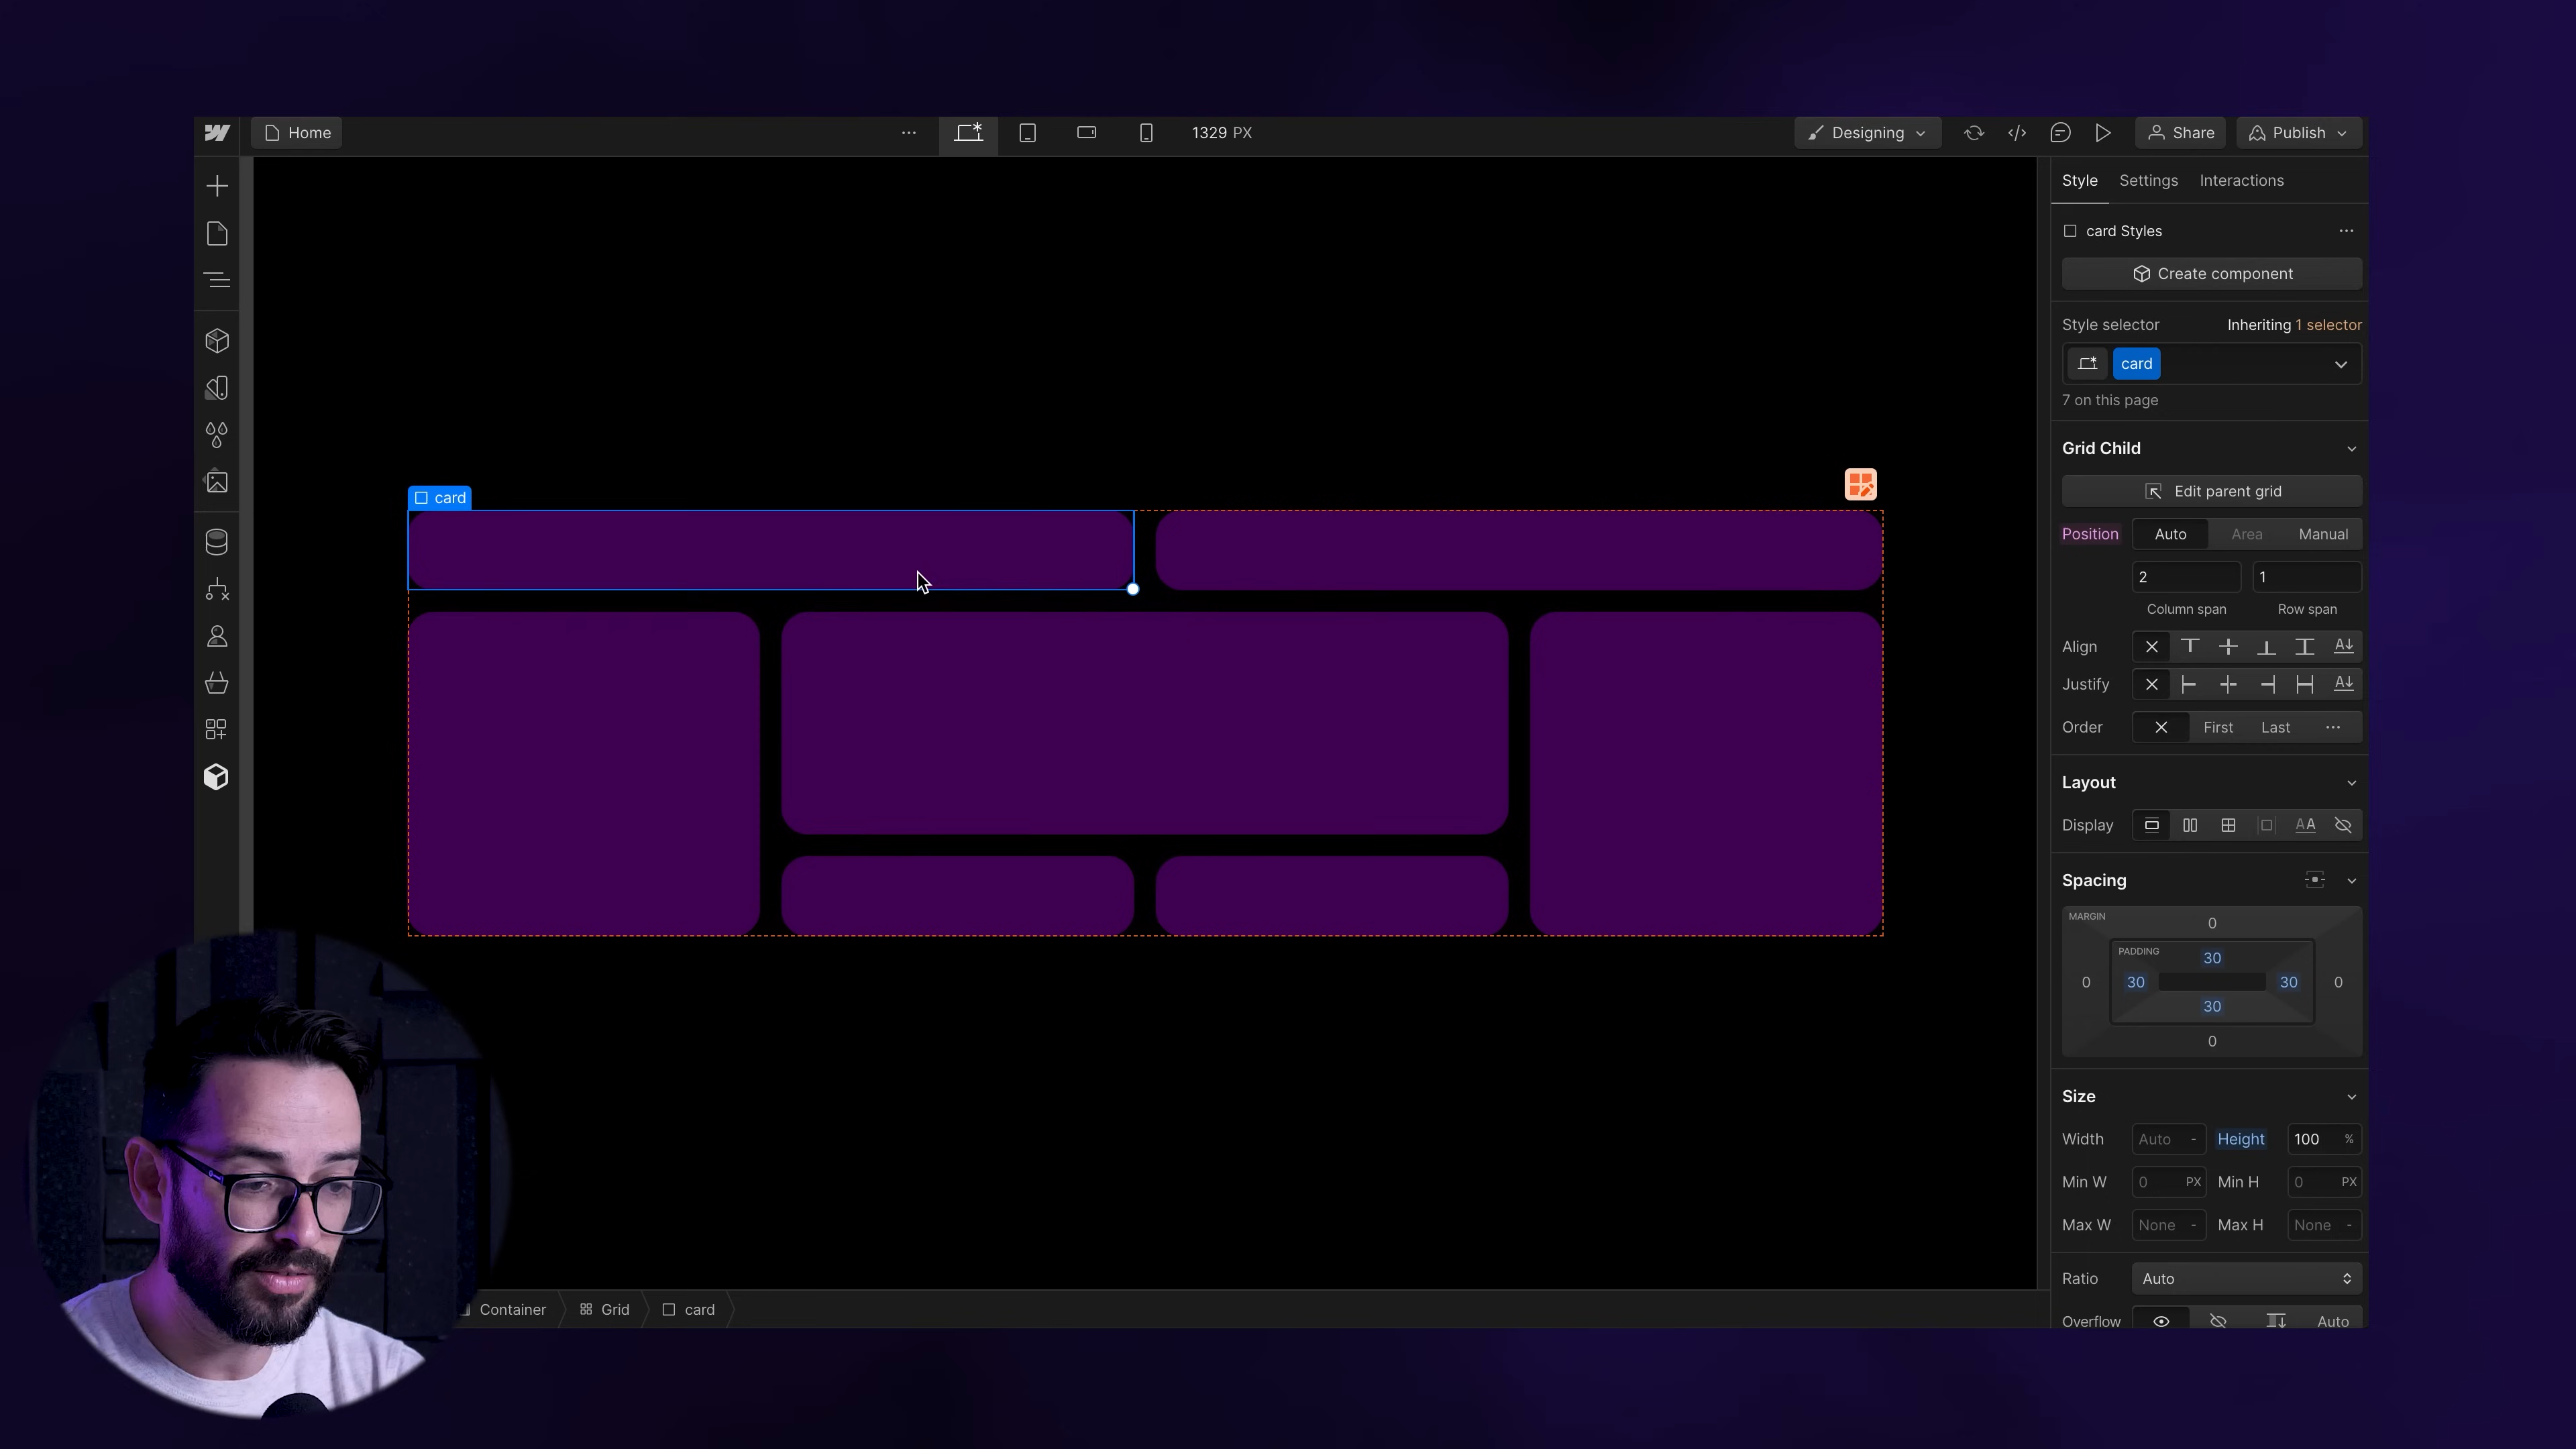 Home
1329 PX
Designing
Share
Publish
Style Settings Interactions
card Styles
Create component
Style selector
Inheriting 1 selector
card
7 on this page
Grid Child
Edit parent grid
Position
Auto Area Manual
2 1
Column span Row span
Align
Justify
Order
First Last
Layout
Display
AA
Spacing
MARGIN
0
PADDING
30
0 30 30 0
30
0
Size
Width Auto - Height 100 %
Min W 0 PX Min H 0 PX
Max W None - Max H None -
Ratio Auto
Overflow Auto
card
Container Grid card